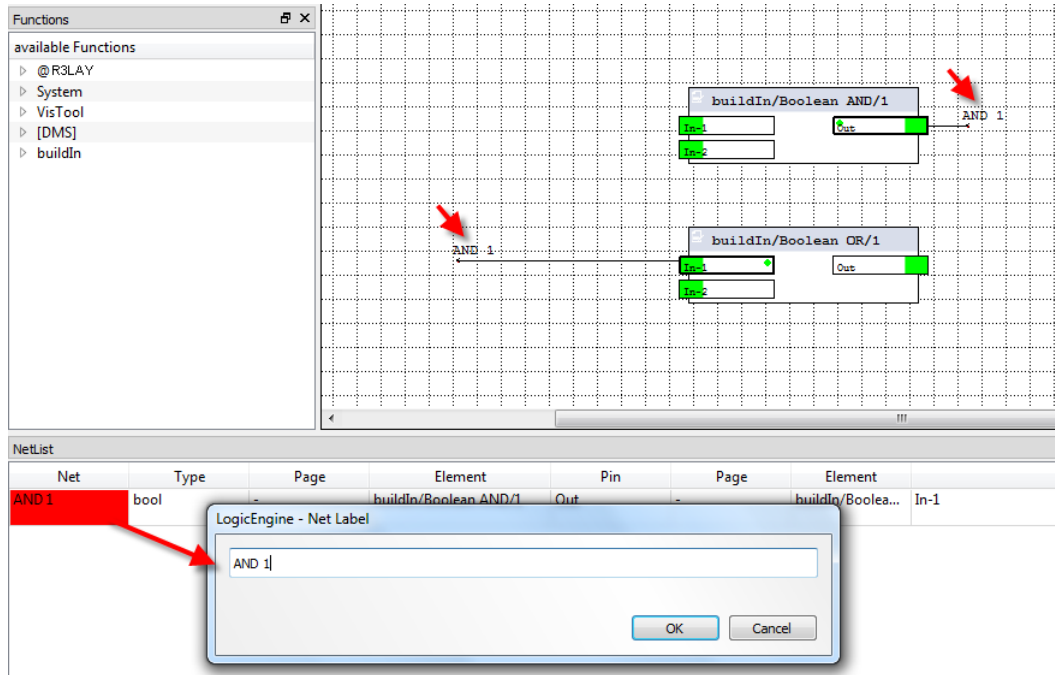 Functions
available Functions
@R3LAY
System
VisTool
[DMS]
buildIn
buildIn/Boolean AND/1
In-1
Out
In-2
AND 1
AND 1
buildIn/Boolean OR/1
In-1
Out
In-2
NetList
Net Type Page Element Pin Page Element
AND 1 bool - buildIn/Boolean AND/1 Out - buildIn/Boolea... In-1
LogicEngine - Net Label
AND 1
OK Cancel